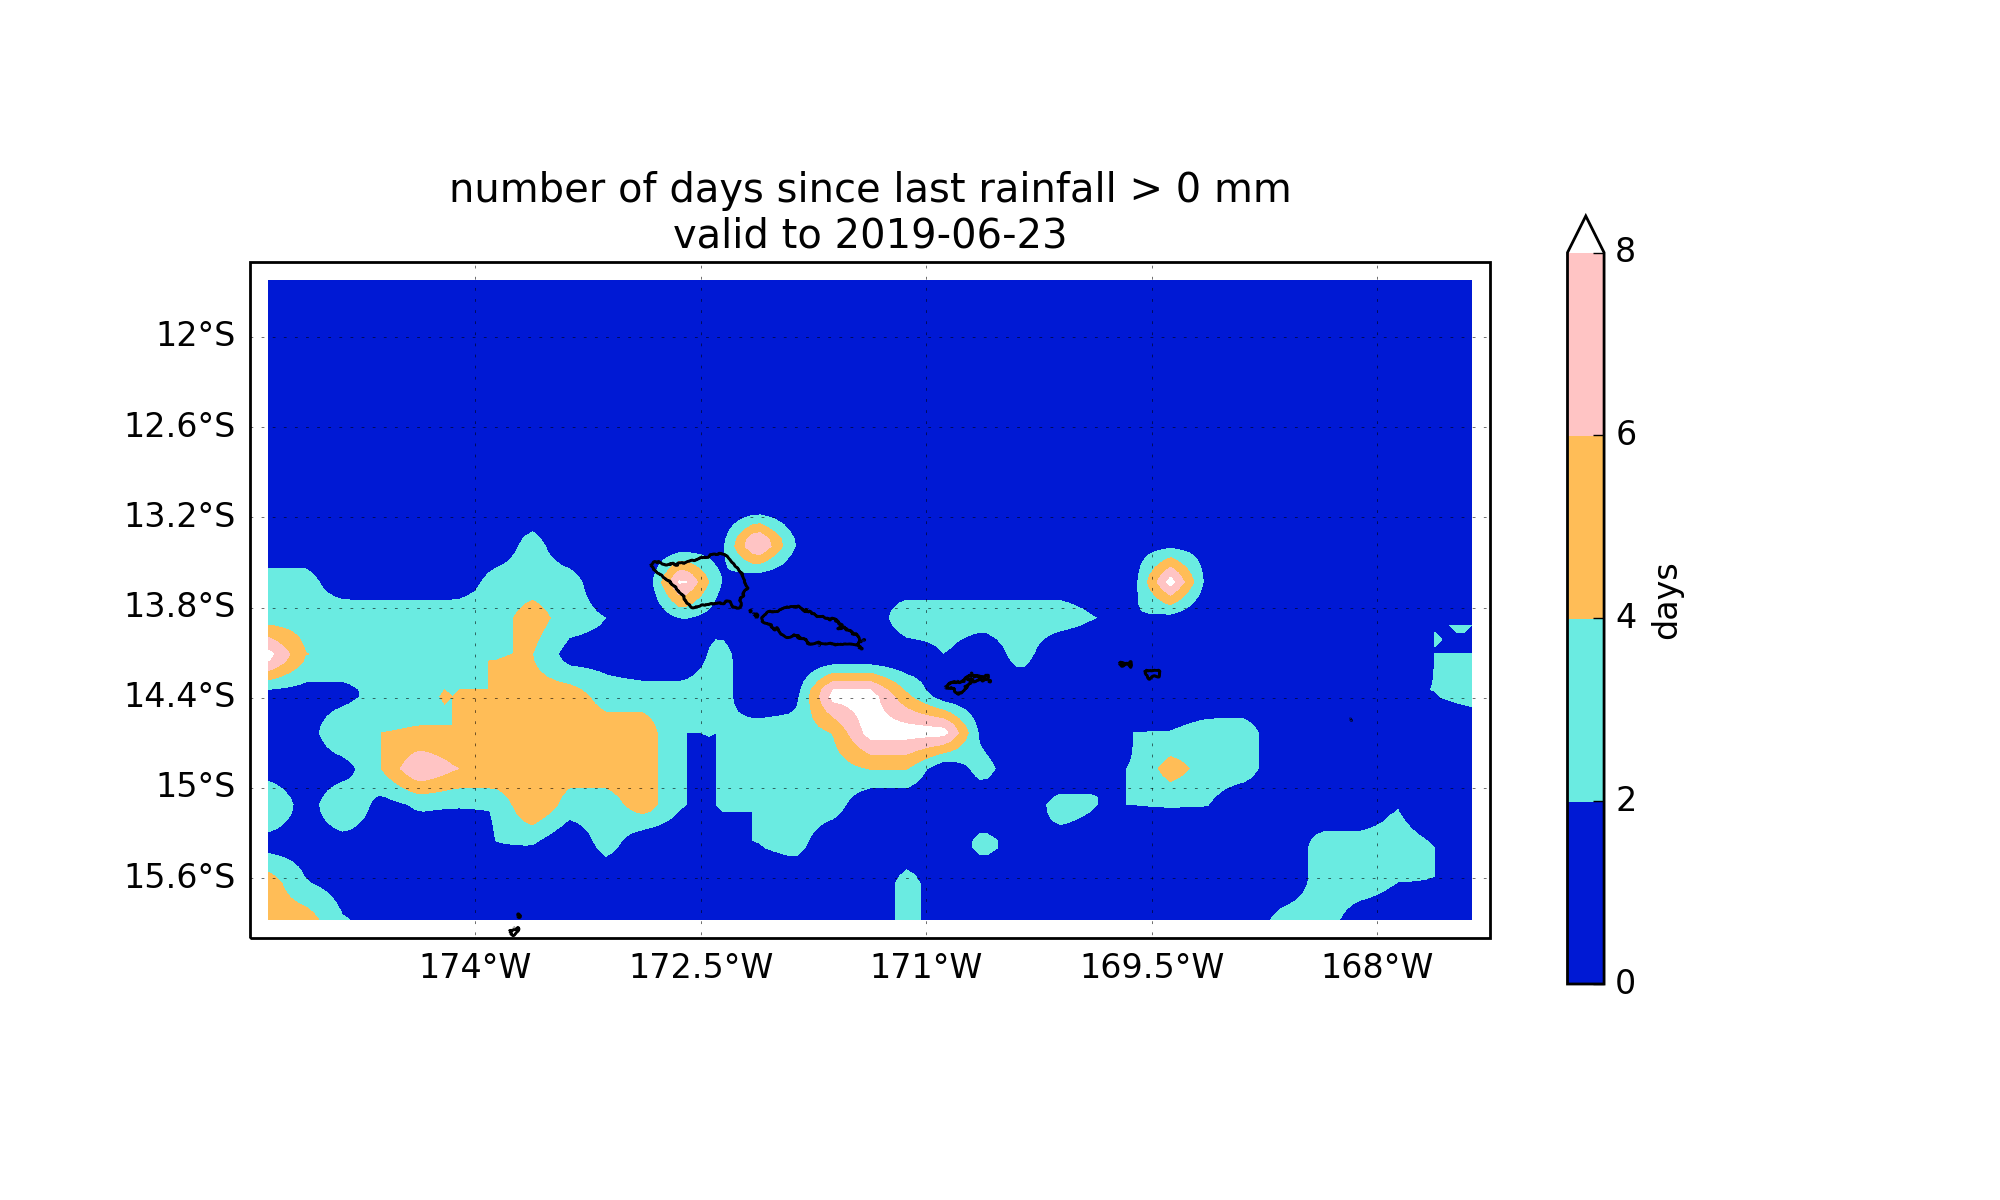 number of days since last rainfall > 0 mm
valid to 2019-06-23
12°S
12.6°S
13.2°S
13.8°S
14.4°S
15°S
15.6°S
174°W
172.5°W
171°W
169.5°W
168°W
8
6
4
2
0
days